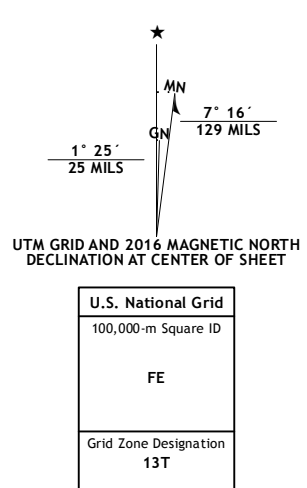 ★
MN
7° 16´
129 MILS
GN
1° 25´
25 MILS
UTM GRID AND 2016 MAGNETIC NORTH
DECLINATION AT CENTER OF SHEET
U.S. National Grid
100,000-m Square ID
FE
Grid Zone Designation
13T